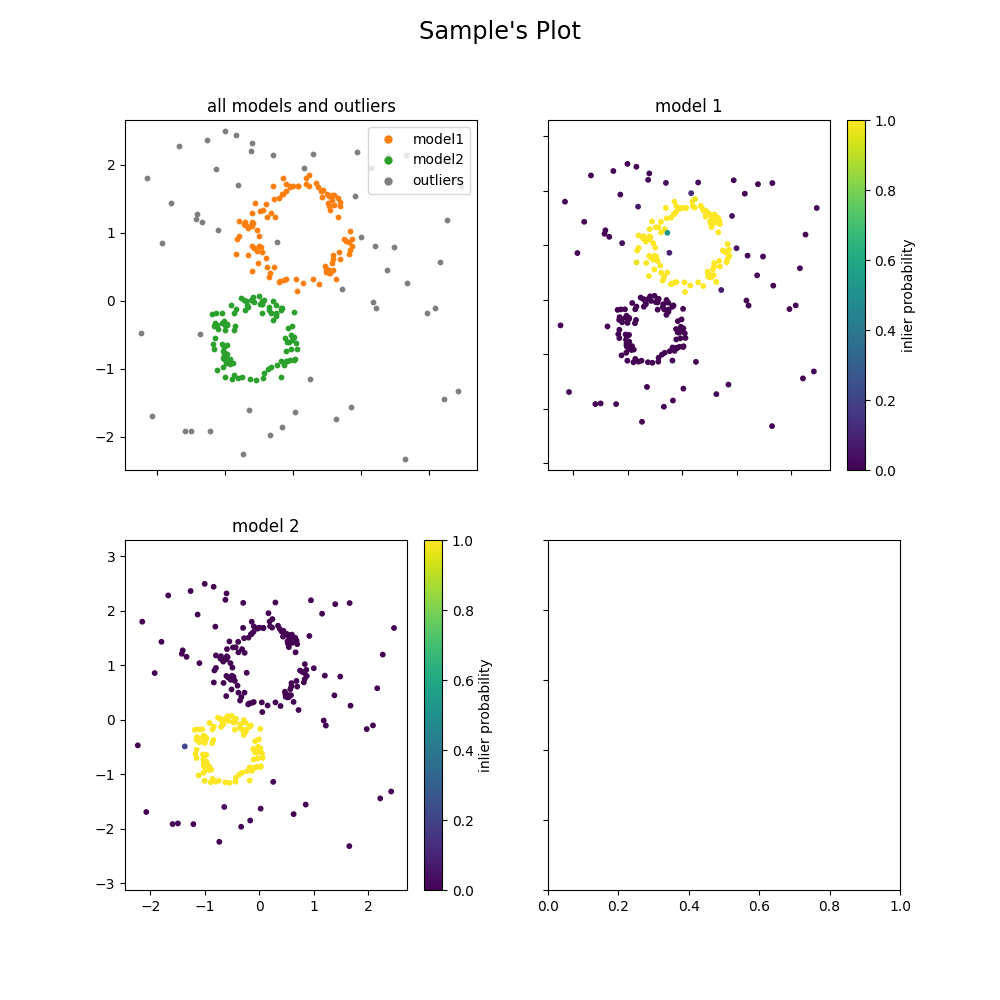 Sample's Plot
all models and outliers
model1
model2
outliers
2
1
0
−1
−2
model 1
1.0
0.8
0.6
0.4
0.2
0.0
inlier probability
model 2
3
2
1
0
−1
−2
−3
−2 −1 0 1 2
1.0
0.8
0.6
0.4
0.2
0.0
inlier probability
0.0 0.2 0.4 0.6 0.8 1.0